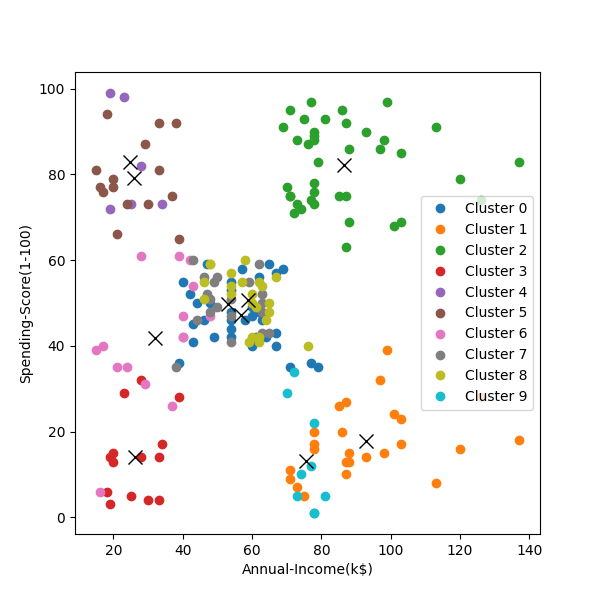 100
80
60
40
20
0
Spending-Score(1-100)
Cluster 0
Cluster 1
Cluster 2
Cluster 3
Cluster 4
Cluster 5
Cluster 6
Cluster 7
Cluster 8
Cluster 9
20 40 60 80 100 120 140
Annual-Income(k$)